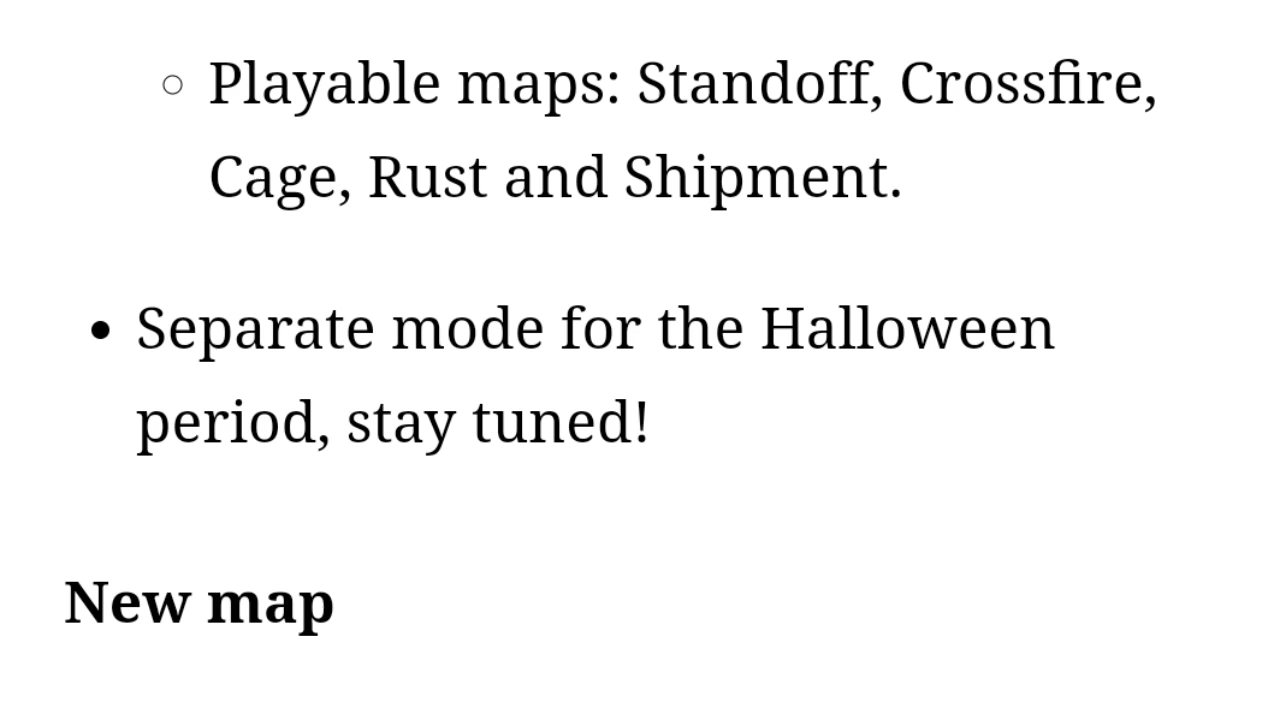 Playable maps: Standoff, Crossfire,
Cage, Rust and Shipment.
Separate mode for the Halloween
period, stay tuned!
New map